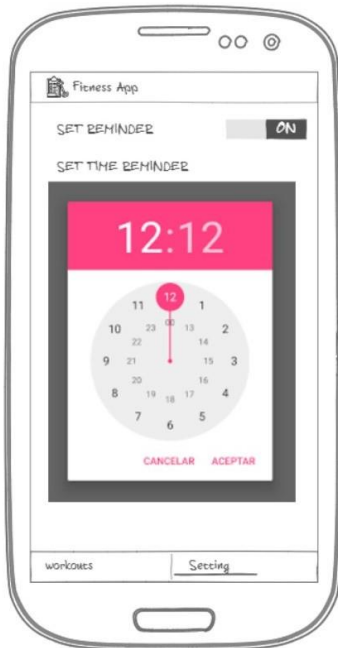 Fitness App
SET REMINDER ON
SET TIME REMINDER
12:12
12
11 1
00
23 13
10 2
22 14
9 21 15 3
20 16
8 4
19 17
18
7 5
6
CANCELAR ACEPTAR
workouts Setting